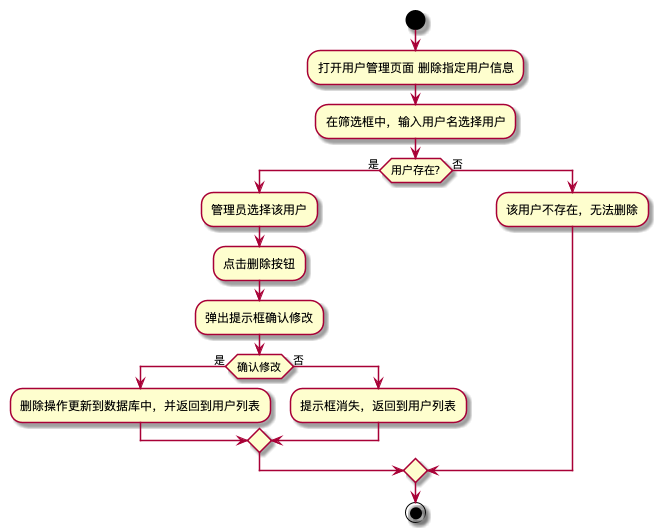 打开用户管理页面 删除指定用户信息
在筛选框中，输入用户名选择用户
用户存在?
是
否
管理员选择该用户
该用户不存在，无法删除
点击删除按钮
弹出提示框确认修改
确认修改
是
否
删除操作更新到数据库中，并返回到用户列表
提示框消失，返回到用户列表